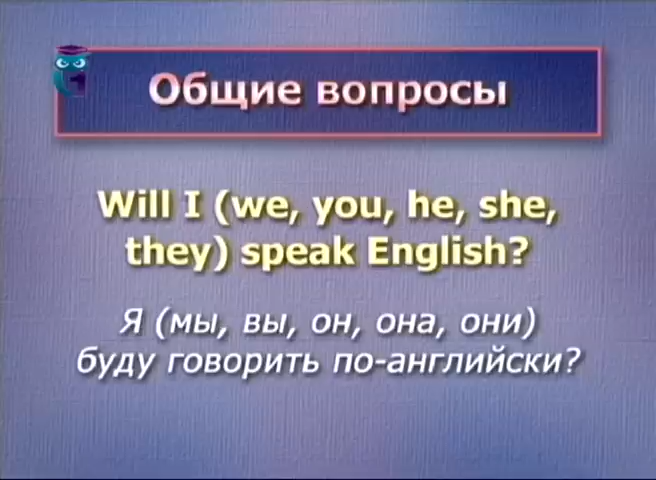 Общие вопросы
Will I (we, you, he, she,
they) speak English?
Я (мы, вы, он, она, они)
буду говорить по-английски?